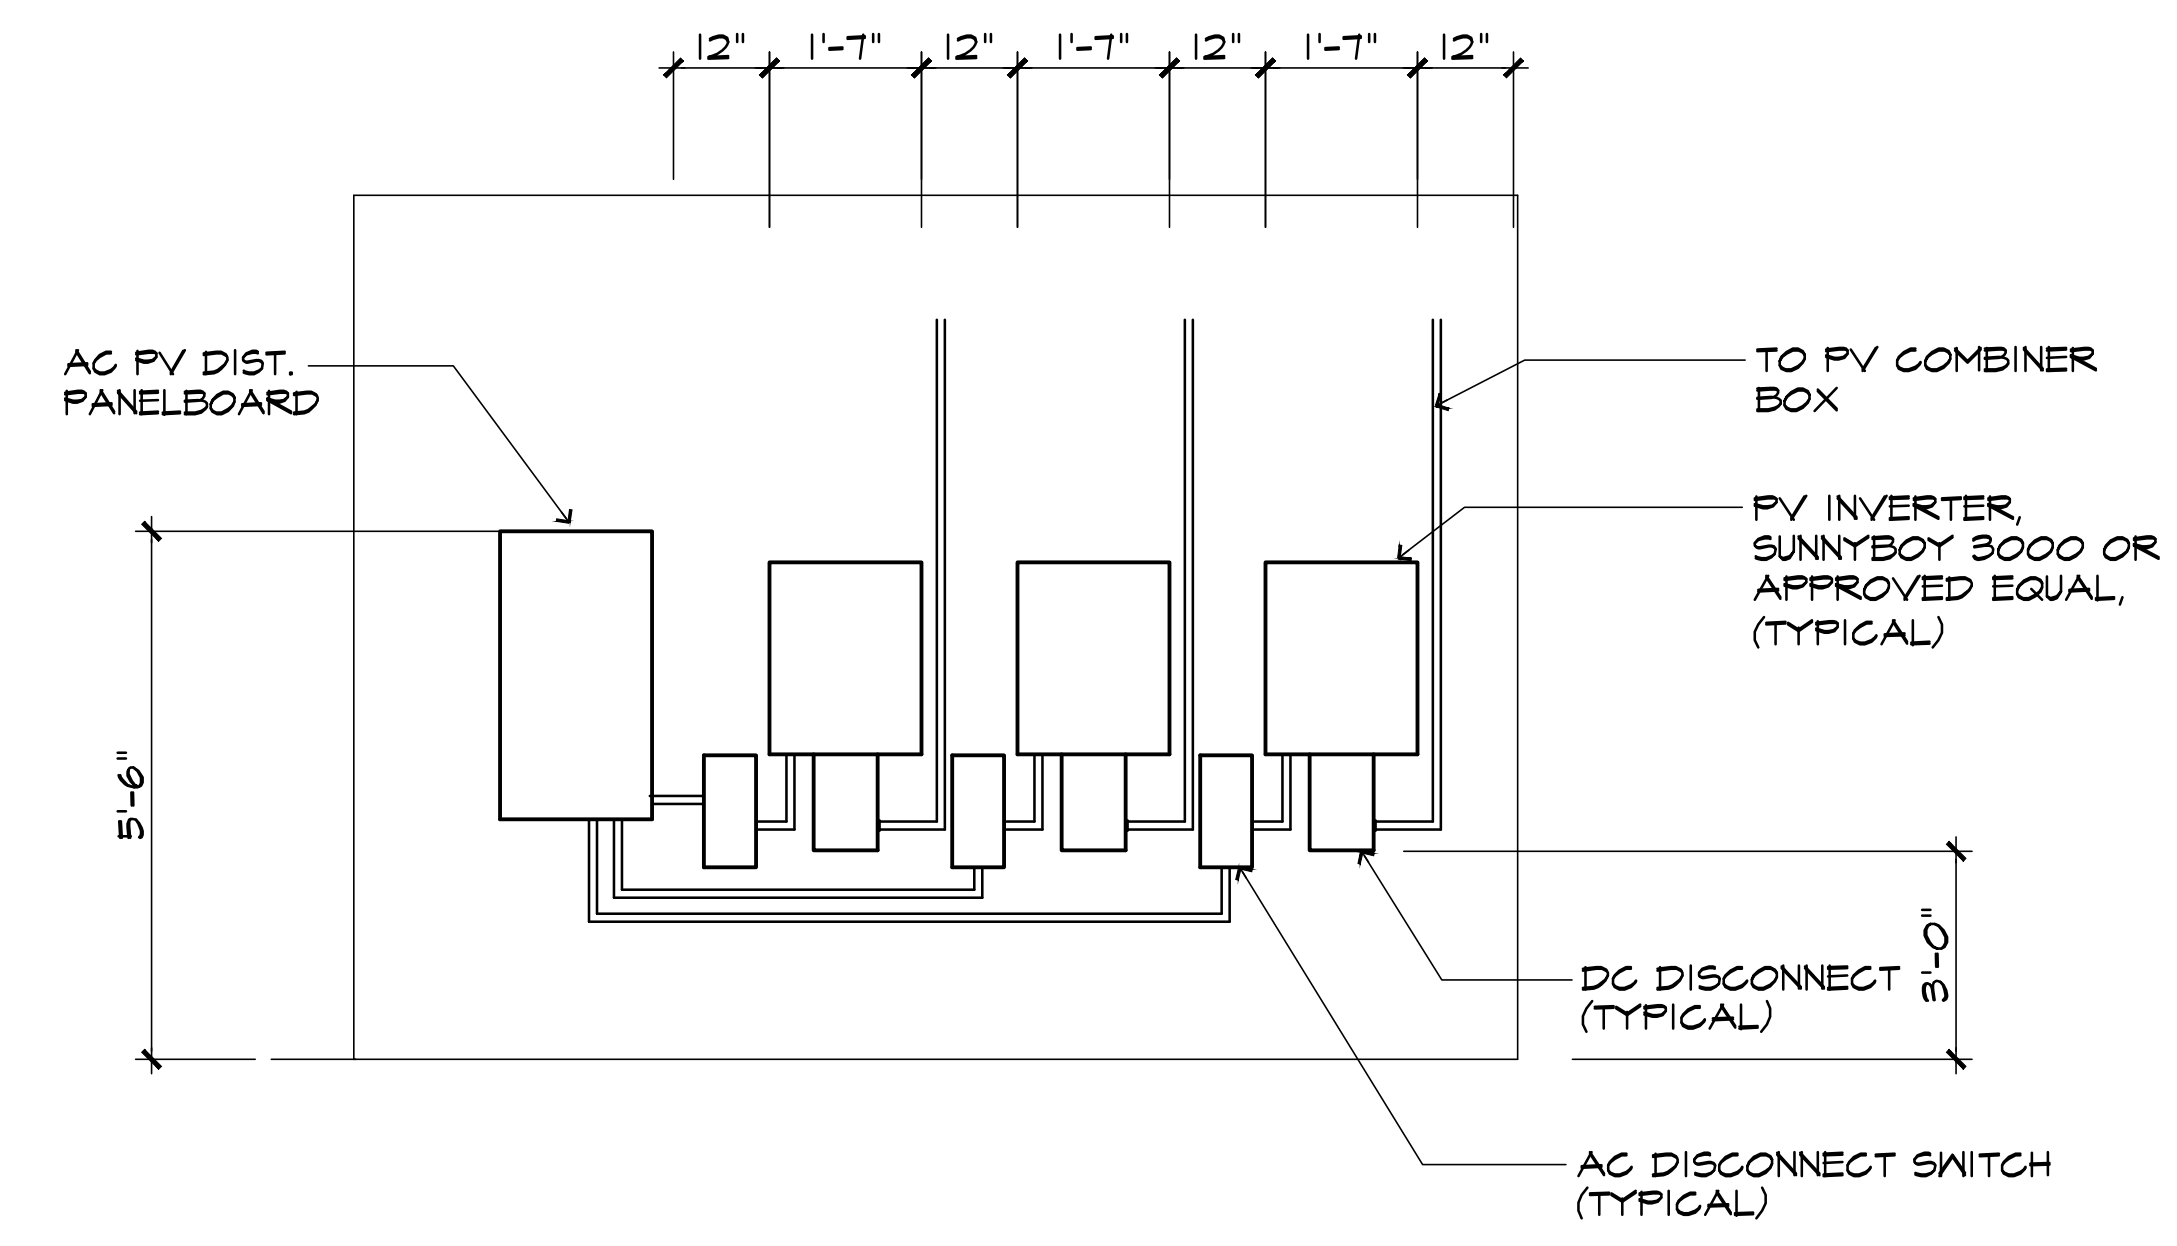 12" 1'-7" 12" 1'-7" 12" 1'-7" 12"
AC PV DIST.
PANELBOARD
TO PV COMBINER
BOX
PV INVERTER,
SUNNYBOY 3000 OR
APPROVED EQUAL,
(TYPICAL)
5'-6"
3'-0"
DC DISCONNECT
(TYPICAL)
AC DISCONNECT SWITCH
(TYPICAL)